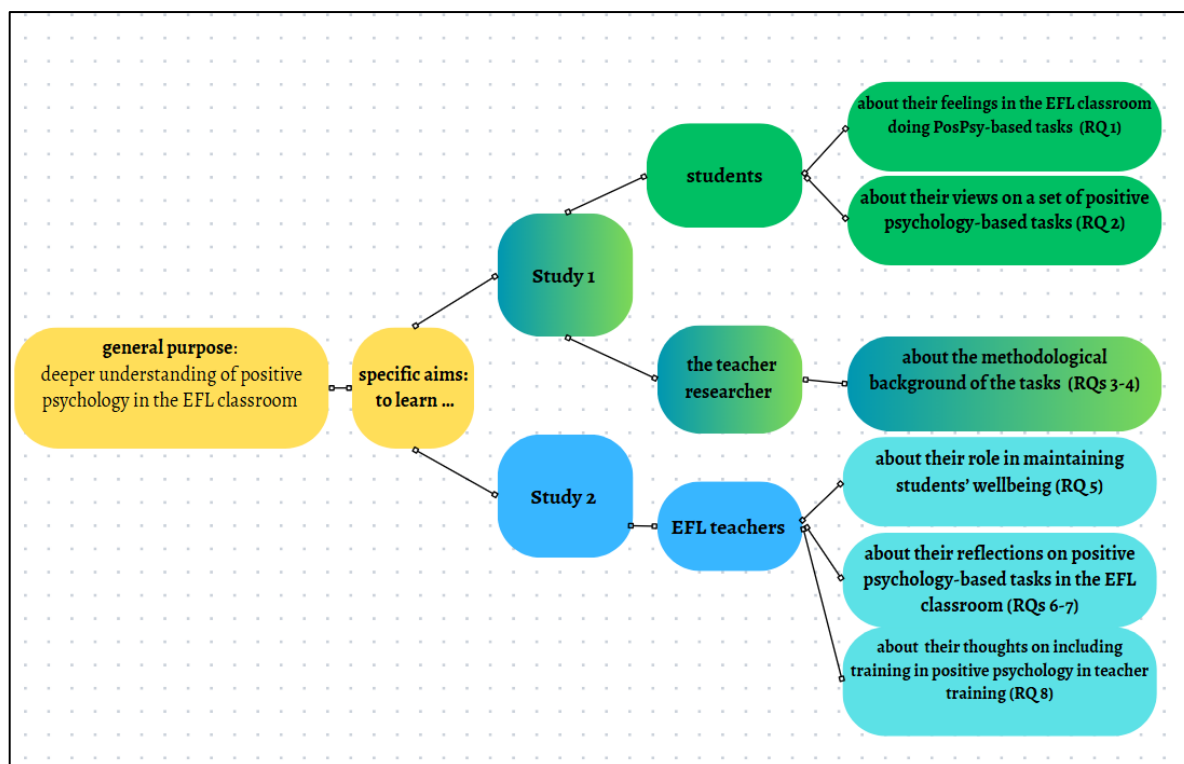 general purpose:
deeper understanding of positive
psychology in the EFL classroom
specific aims:
to learn ...
Study 1
students
about their feelings in the EFL classroom
doing PosPsy-based tasks (RQ 1)
about their views on a set of positive
psychology-based tasks (RQ 2)
the teacher
researcher
about the methodological
background of the tasks (RQs 3-4)
Study 2
EFL teachers
about their role in maintaining
students' wellbeing (RQ 5)
about their reflections on positive
psychology-based tasks in the EFL
classroom (RQs 6-7)
about their thoughts on including
training in positive psychology in teacher
training (RQ 8)